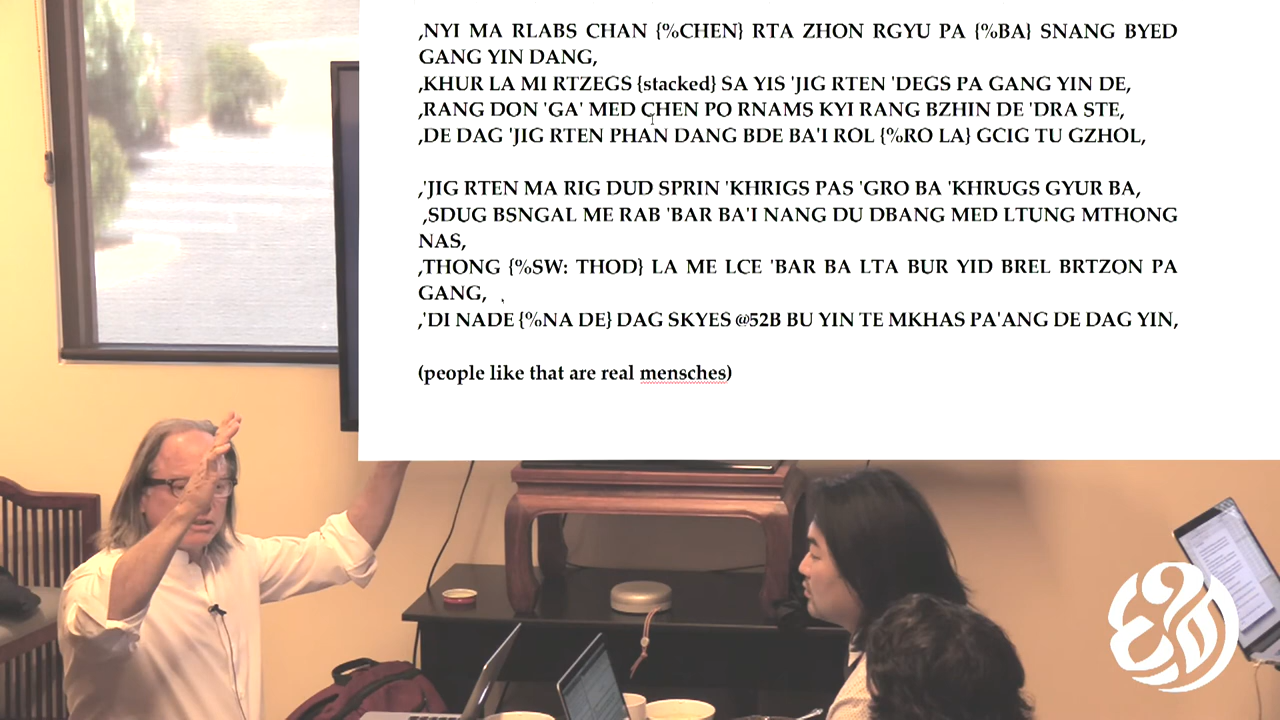 ,NYI MA RLABS CHAN {%CHEN} RTA ZHON RGYU PA {%BA} SNANG BYED
GANG YIN DANG,
,KHUR LA MI RTZEGS {stacked} SA YIS 'JIG RTEN 'DEGS PA GANG YIN DE,
,RANG DON 'GA' MED CHEN PO RNAMS KYI RANG BZHIN DE 'DRA STE,
,DE DAG 'JIG RTEN PHAN DANG BDE BA'I ROL {%RO LA} GCIG TU GZHOL,
,'JIG RTEN MA RIG DUD SPRIN 'KHRIGS PAS 'GRO BA 'KHRUGS GYUR BA,
,SDUG BSNGAL ME RAB 'BAR BA'I NANG DU DBANG MED LTUNG MTHONG
NAS,
,THONG {%SW: THOD} LA ME LCE 'BAR BA LTA BUR YID BREL BRTZON PA
GANG,
,'DI NADE {%NA DE} DAG SKYES @52B BU YIN TE MKHAS PA'ANG DE DAG YIN,
(people like that are real mensches)